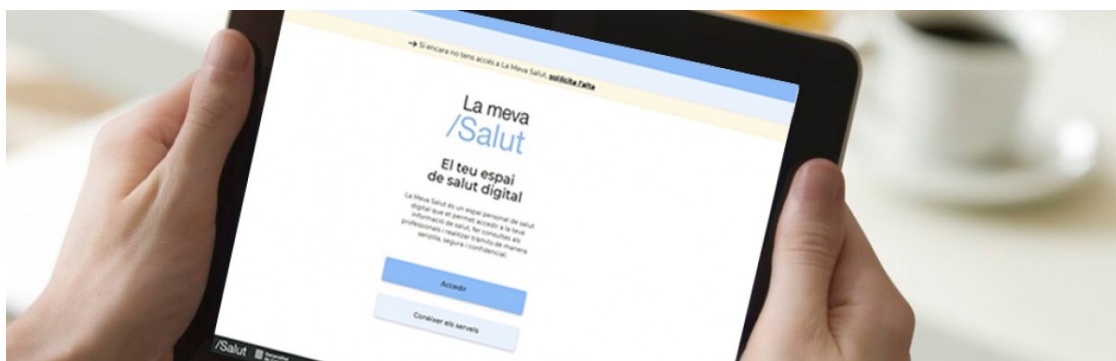 → Si encara no tens accés a La Meva Salut, sol·licita l'alta
La meva
/Salut
El teu espai
de salut digital
La Meva Salut és un espai personal de salut
digital que et permet accedir a la teva
informació de salut, fer consultes als
professionals i realitzar tràmits de manera
senzilla, segura i confidencial.
Accedir
Conèixer els serveis
/Salut
Generalitat